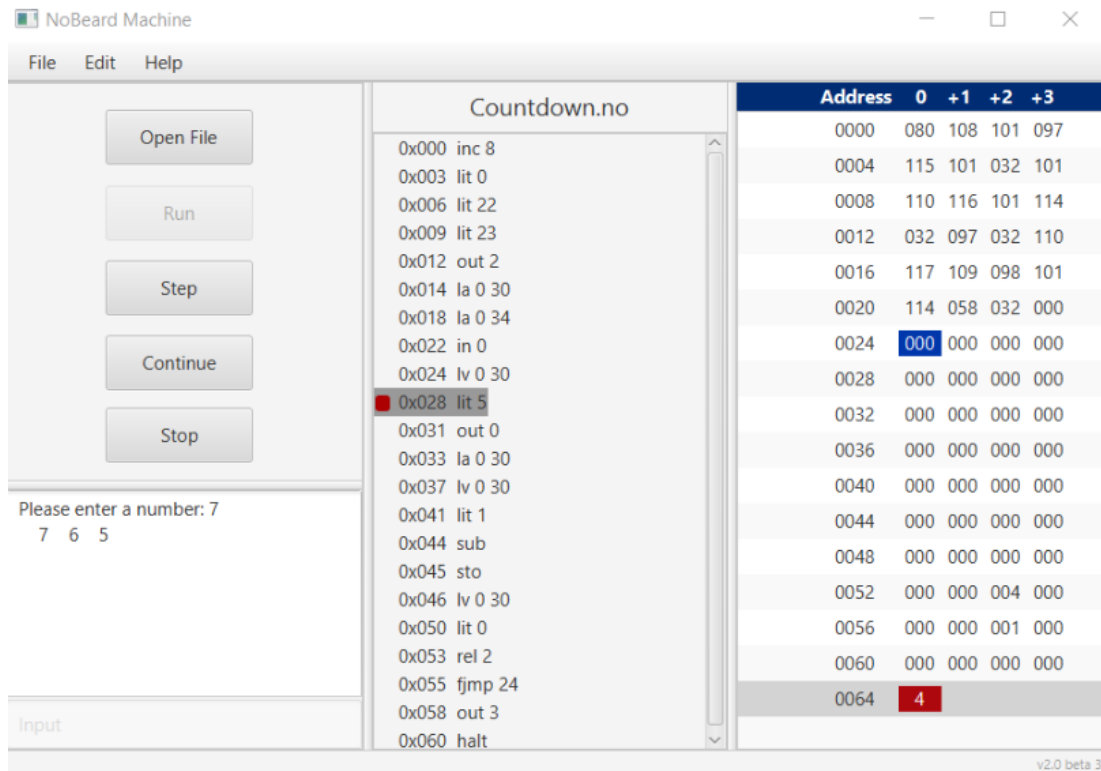 NoBeard Machine
File Edit Help
Open File
Run
Step
Continue
Stop
Please enter a number: 7
7 6 5
Input
Countdown.no
0x000 inc 8
0x003 lit 0
0x006 lit 22
0x009 lit 23
0x012 out 2
0x014 la 0 30
0x018 la 0 34
0x022 in 0
0x024 lv 0 30
0x028 lit 5
0x031 out 0
0x033 la 0 30
0x037 lv 0 30
0x041 lit 1
0x044 sub
0x045 sto
0x046 lv 0 30
0x050 lit 0
0x053 rel 2
0x055 fjmp 24
0x058 out 3
0x060 halt
Address 0 +1 +2 +3
0000 080 108 101 097
0004 115 101 032 101
0008 110 116 101 114
0012 032 097 032 110
0016 117 109 098 101
0020 114 058 032 000
0024 000 000 000 000
0028 000 000 000 000
0032 000 000 000 000
0036 000 000 000 000
0040 000 000 000 000
0044 000 000 000 000
0048 000 000 000 000
0052 000 000 004 000
0056 000 000 001 000
0060 000 000 000 000
0064 4
v2.0 beta 3